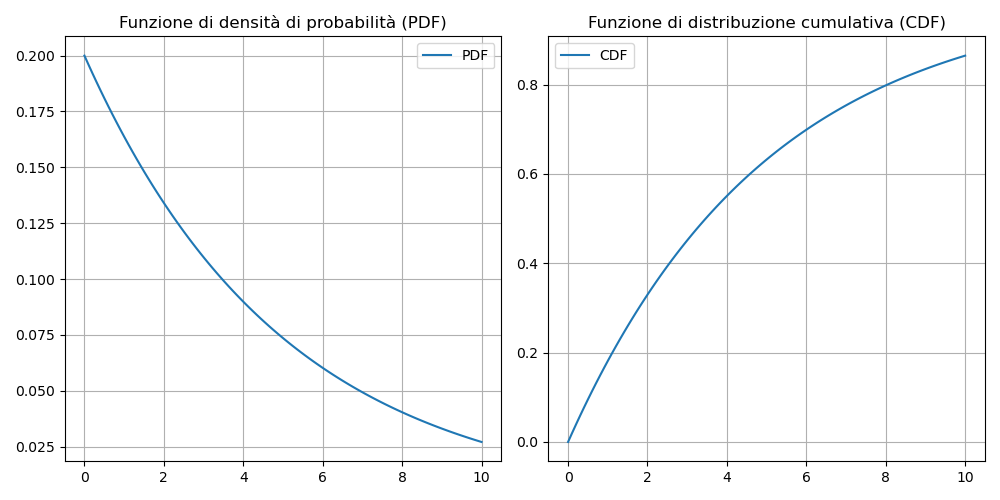 Funzione di densità di probabilità (PDF)
PDF
0.200
0.175
0.150
0.125
0.100
0.075
0.050
0.025
0 2 4 6 8 10
Funzione di distribuzione cumulativa (CDF)
CDF
0.8
0.6
0.4
0.2
0.0
0 2 4 6 8 10